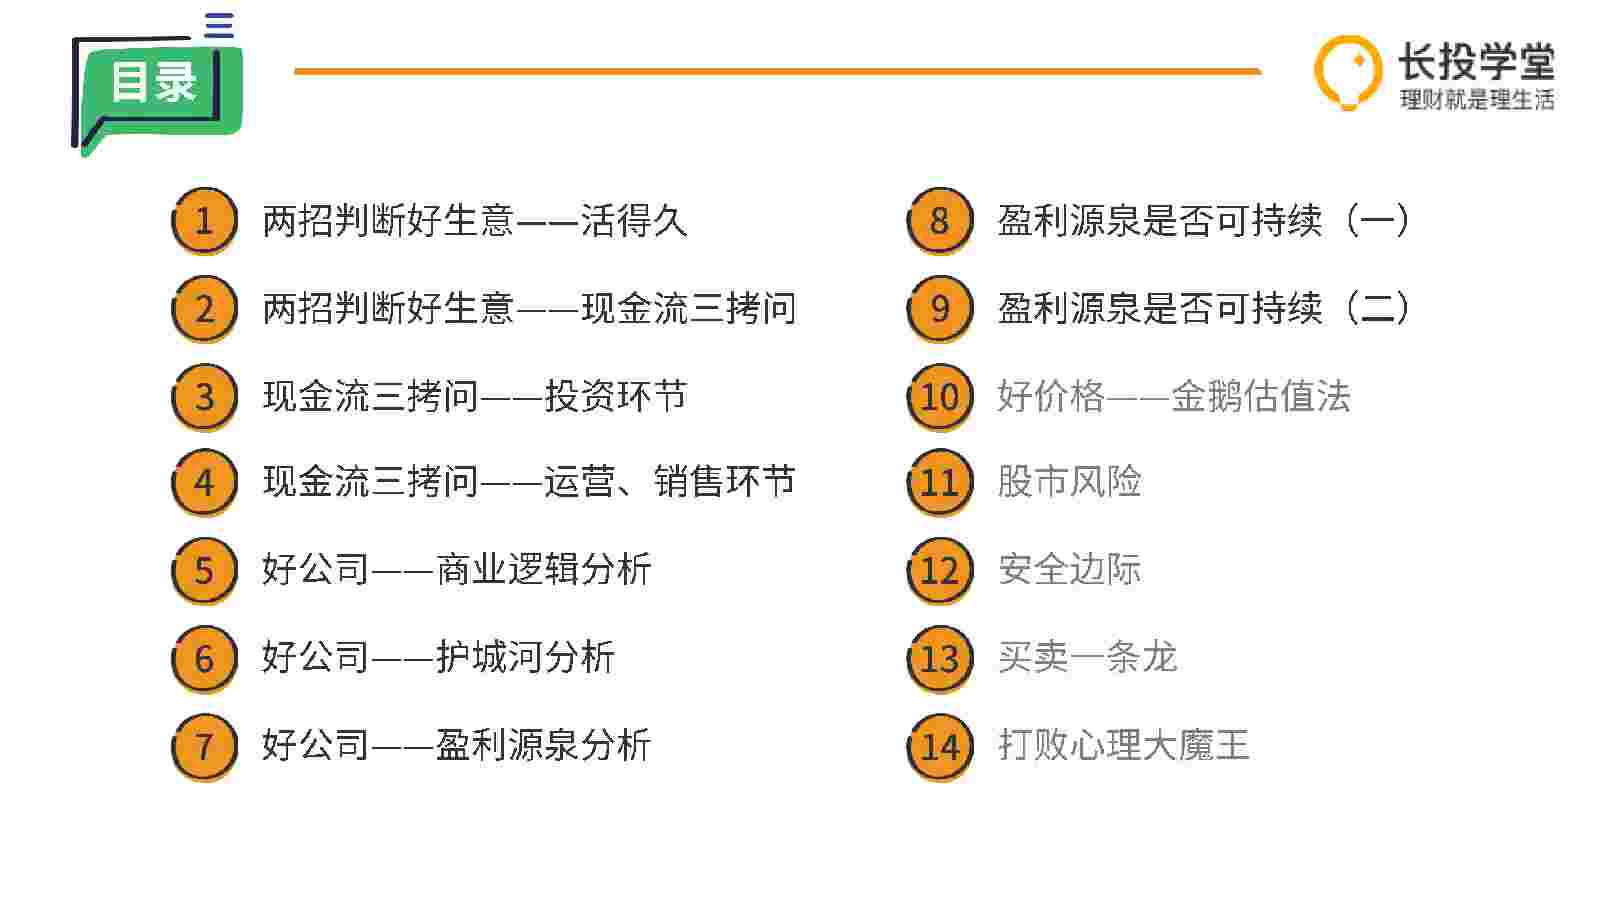 目录
长投学堂
理财就是理生活
1 两招判断好生意——活得久
2 两招判断好生意——现金流三拷问
3 现金流三拷问——投资环节
4 现金流三拷问——运营、销售环节
5 好公司——商业逻辑分析
6 好公司——护城河分析
7 好公司——盈利源泉分析
8 盈利源泉是否可持续（一）
9 盈利源泉是否可持续（二）
10 好价格——金鹅估值法
11 股市风险
12 安全边际
13 买卖一条龙
14 打败心理大魔王